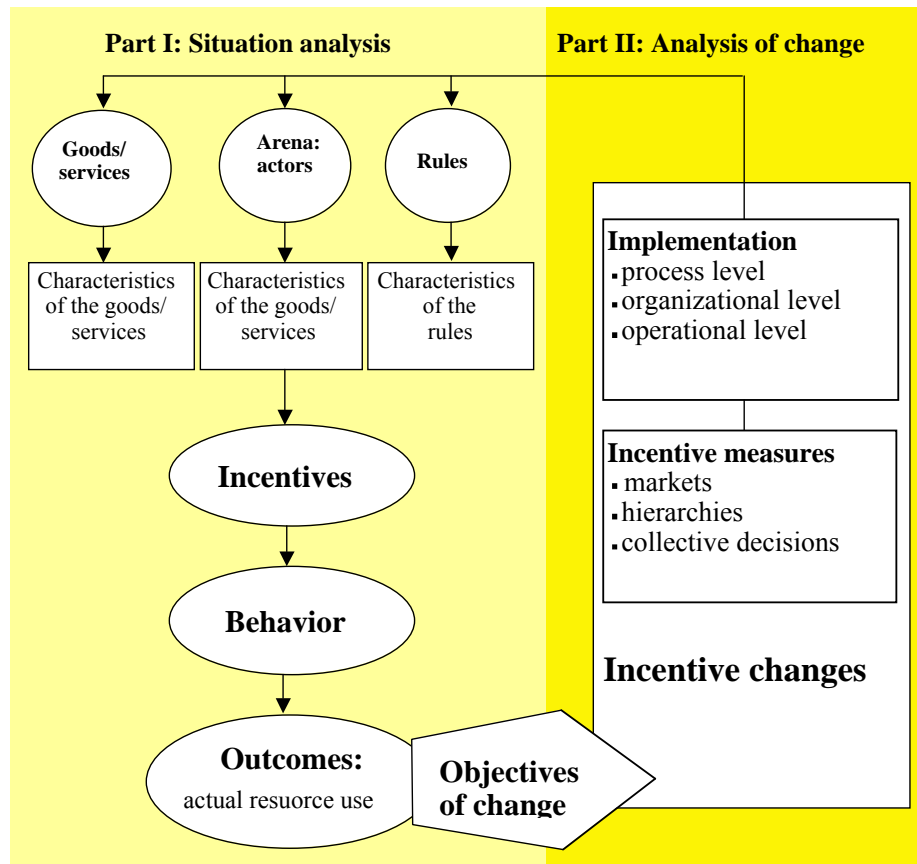 Part I: Situation analysis
Part II: Analysis of change
Goods/
services
Arena:
actors
Rules
Characteristics
of the goods/
services
Characteristics
of the goods/
services
Characteristics
of the
rules
Incentives
Behavior
Outcomes:
actual resuorce use
Objectives
of change
Implementation
▪ process level
▪ organizational level
▪ operational level
Incentive measures
▪ markets
▪ hierarchies
▪ collective decisions
Incentive changes